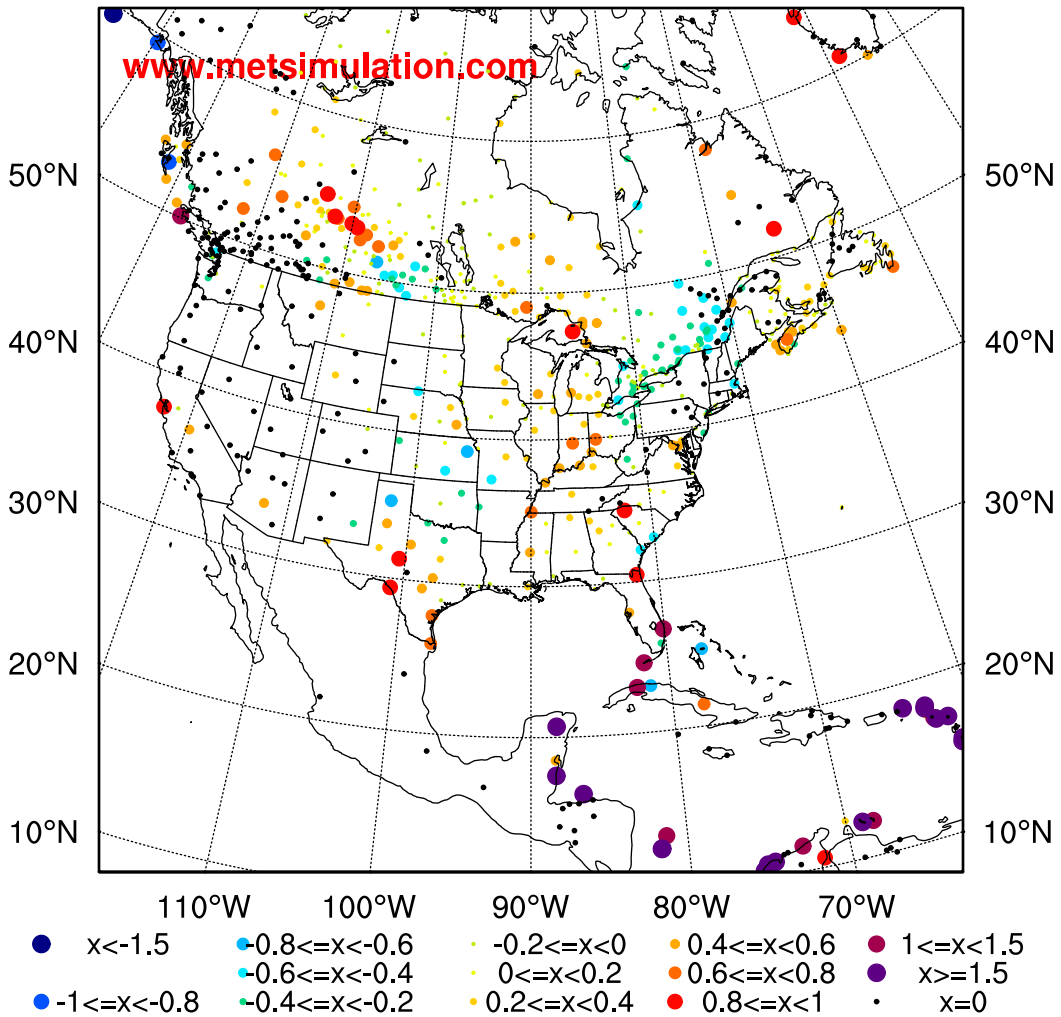 www.metsimulation.com
50°N 50°N
40°N 40°N
30°N 30°N
20°N 20°N
10°N 10°N
110°W 100°W 90°W 80°W 70°W
x<-1.5 -0.8<=x<-0.6 -0.2<=x<0 0.4<=x<0.6 1<=x<1.5
-0.6<=x<-0.4 0<=x<0.2 0.6<=x<0.8 x>=1.5
-1<=x<-0.8 -0.4<=x<-0.2 0.2<=x<0.4 0.8<=x<1 x=0